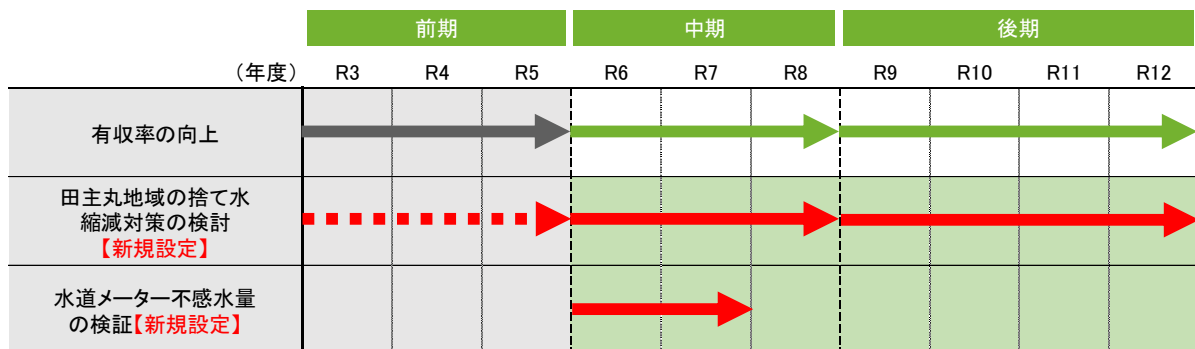 前期 中期 後期
（年度） R3 R4 R5 R6 R7 R8 R9 R10 R11 R12
有収率の向上
田主丸地域の捨て水
縮減対策の検討
【新規設定】
水道メーター不感水量
の検証【新規設定】